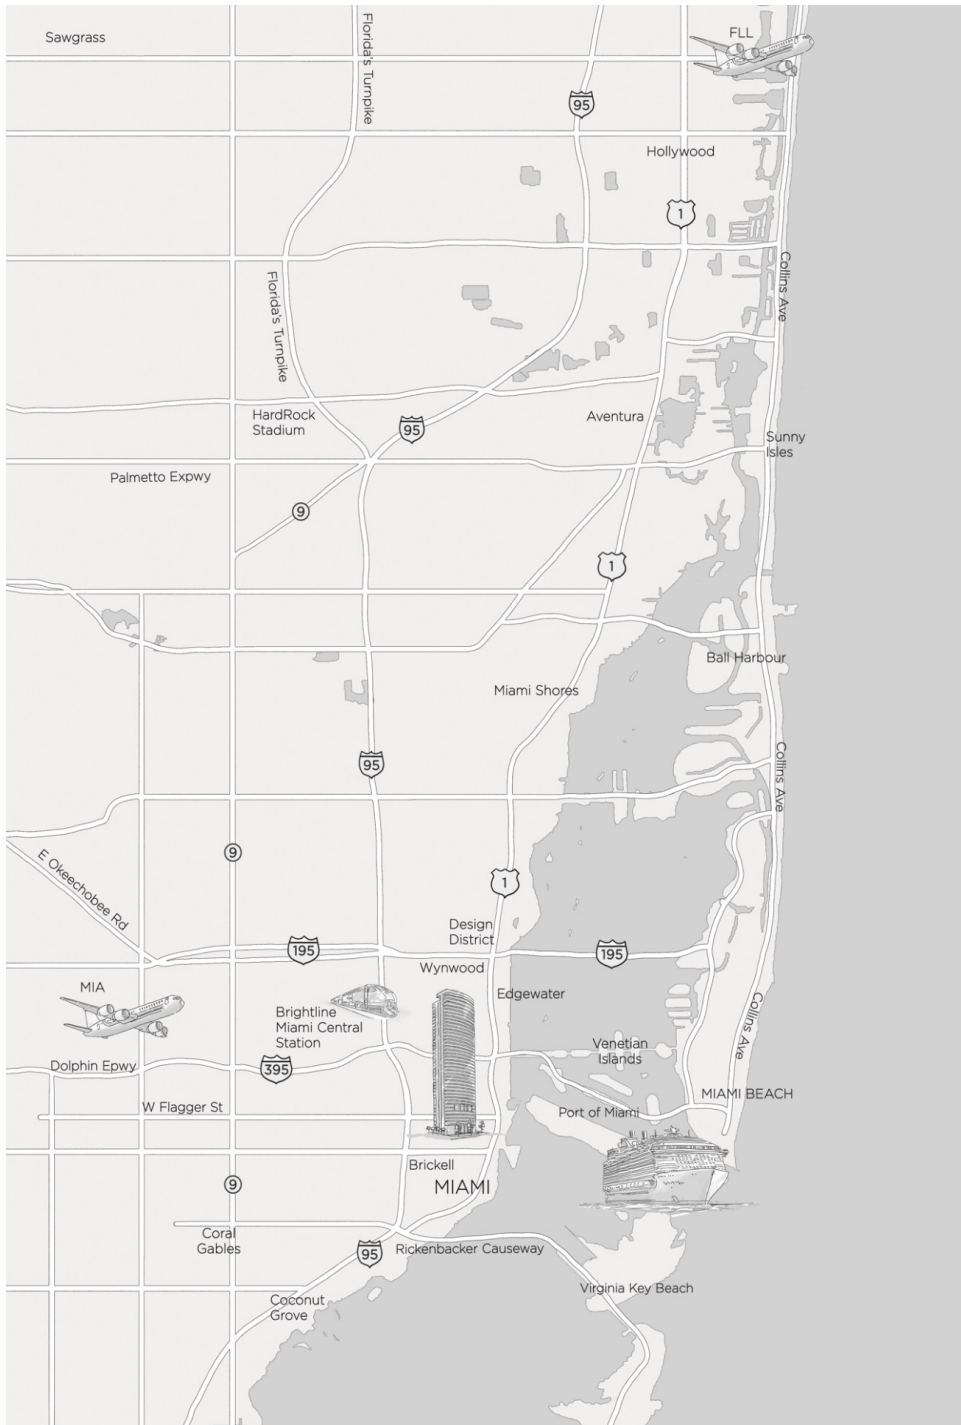 Sawgrass
Florida's Turnpike
FLL
95
Hollywood
1
Collins Ave
Florida's Turnpike
HardRock
Stadium
95
Aventura
Sunny
Isles
Palmetto Expwy
9
1
Ball Harbour
Miami Shores
95
Collins Ave
9
E Okeechobee Rd
1
Design
District
195
195
Wynwood
MIA
Edgewater
Brightline
Miami Central
Station
Collins Ave
Venetian
Islands
Dolphin Epwy
395
MIAMI BEACH
W Flagger St
Port of Miami
Brickell
9
MIAMI
Coral
Gables
95
Rickenbacker Causeway
Virginia Key Beach
Coconut
Grove